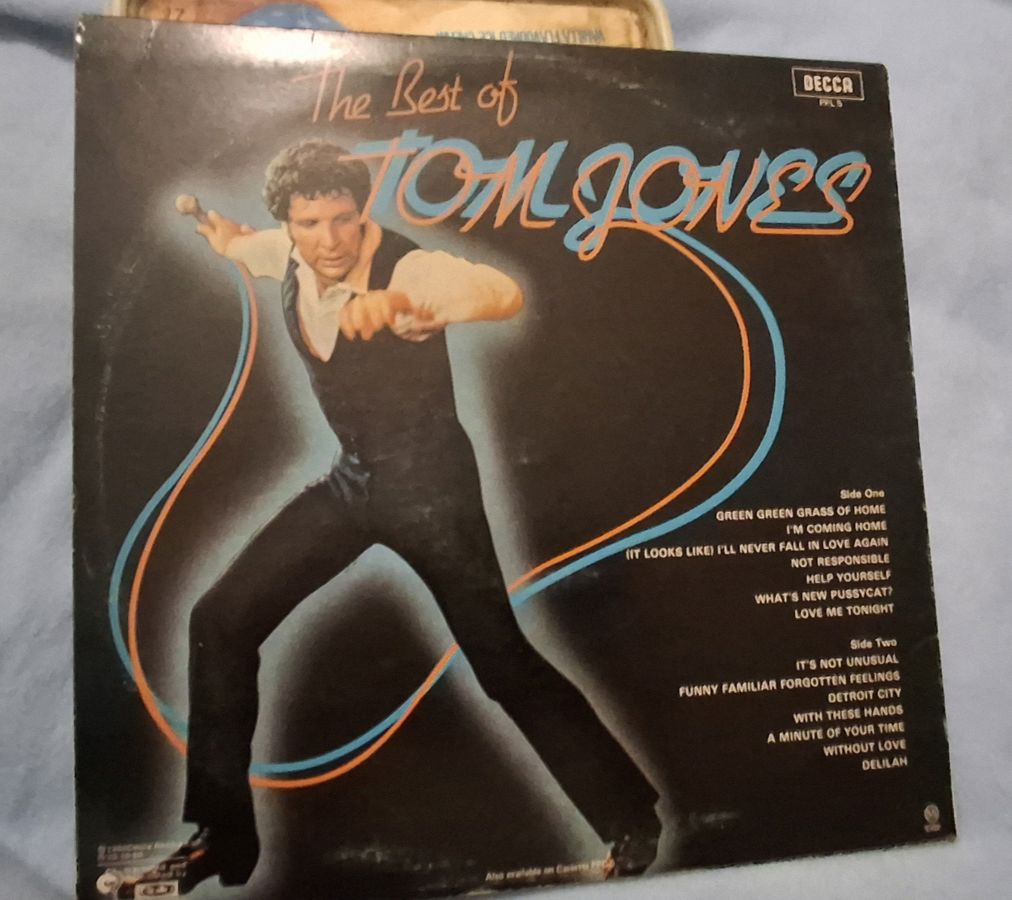 The Best of
TOM JONES
DECCA
Side One
GREEN GREEN GRASS OF HOME
I'M COMING HOME
(IT LOOKS LIKE) I'LL NEVER FALL IN LOVE AGAIN
NOT RESPONSIBLE
HELP YOURSELF
WHAT'S NEW PUSSYCAT?
LOVE ME TONIGHT
Side Two
IT'S NOT UNUSUAL
FUNNY FAMILIAR FORGOTTEN FEELINGS
DETROIT CITY
WITH THESE HANDS
A MINUTE OF YOUR TIME
WITHOUT LOVE
DELILAH
Also available on Cassette